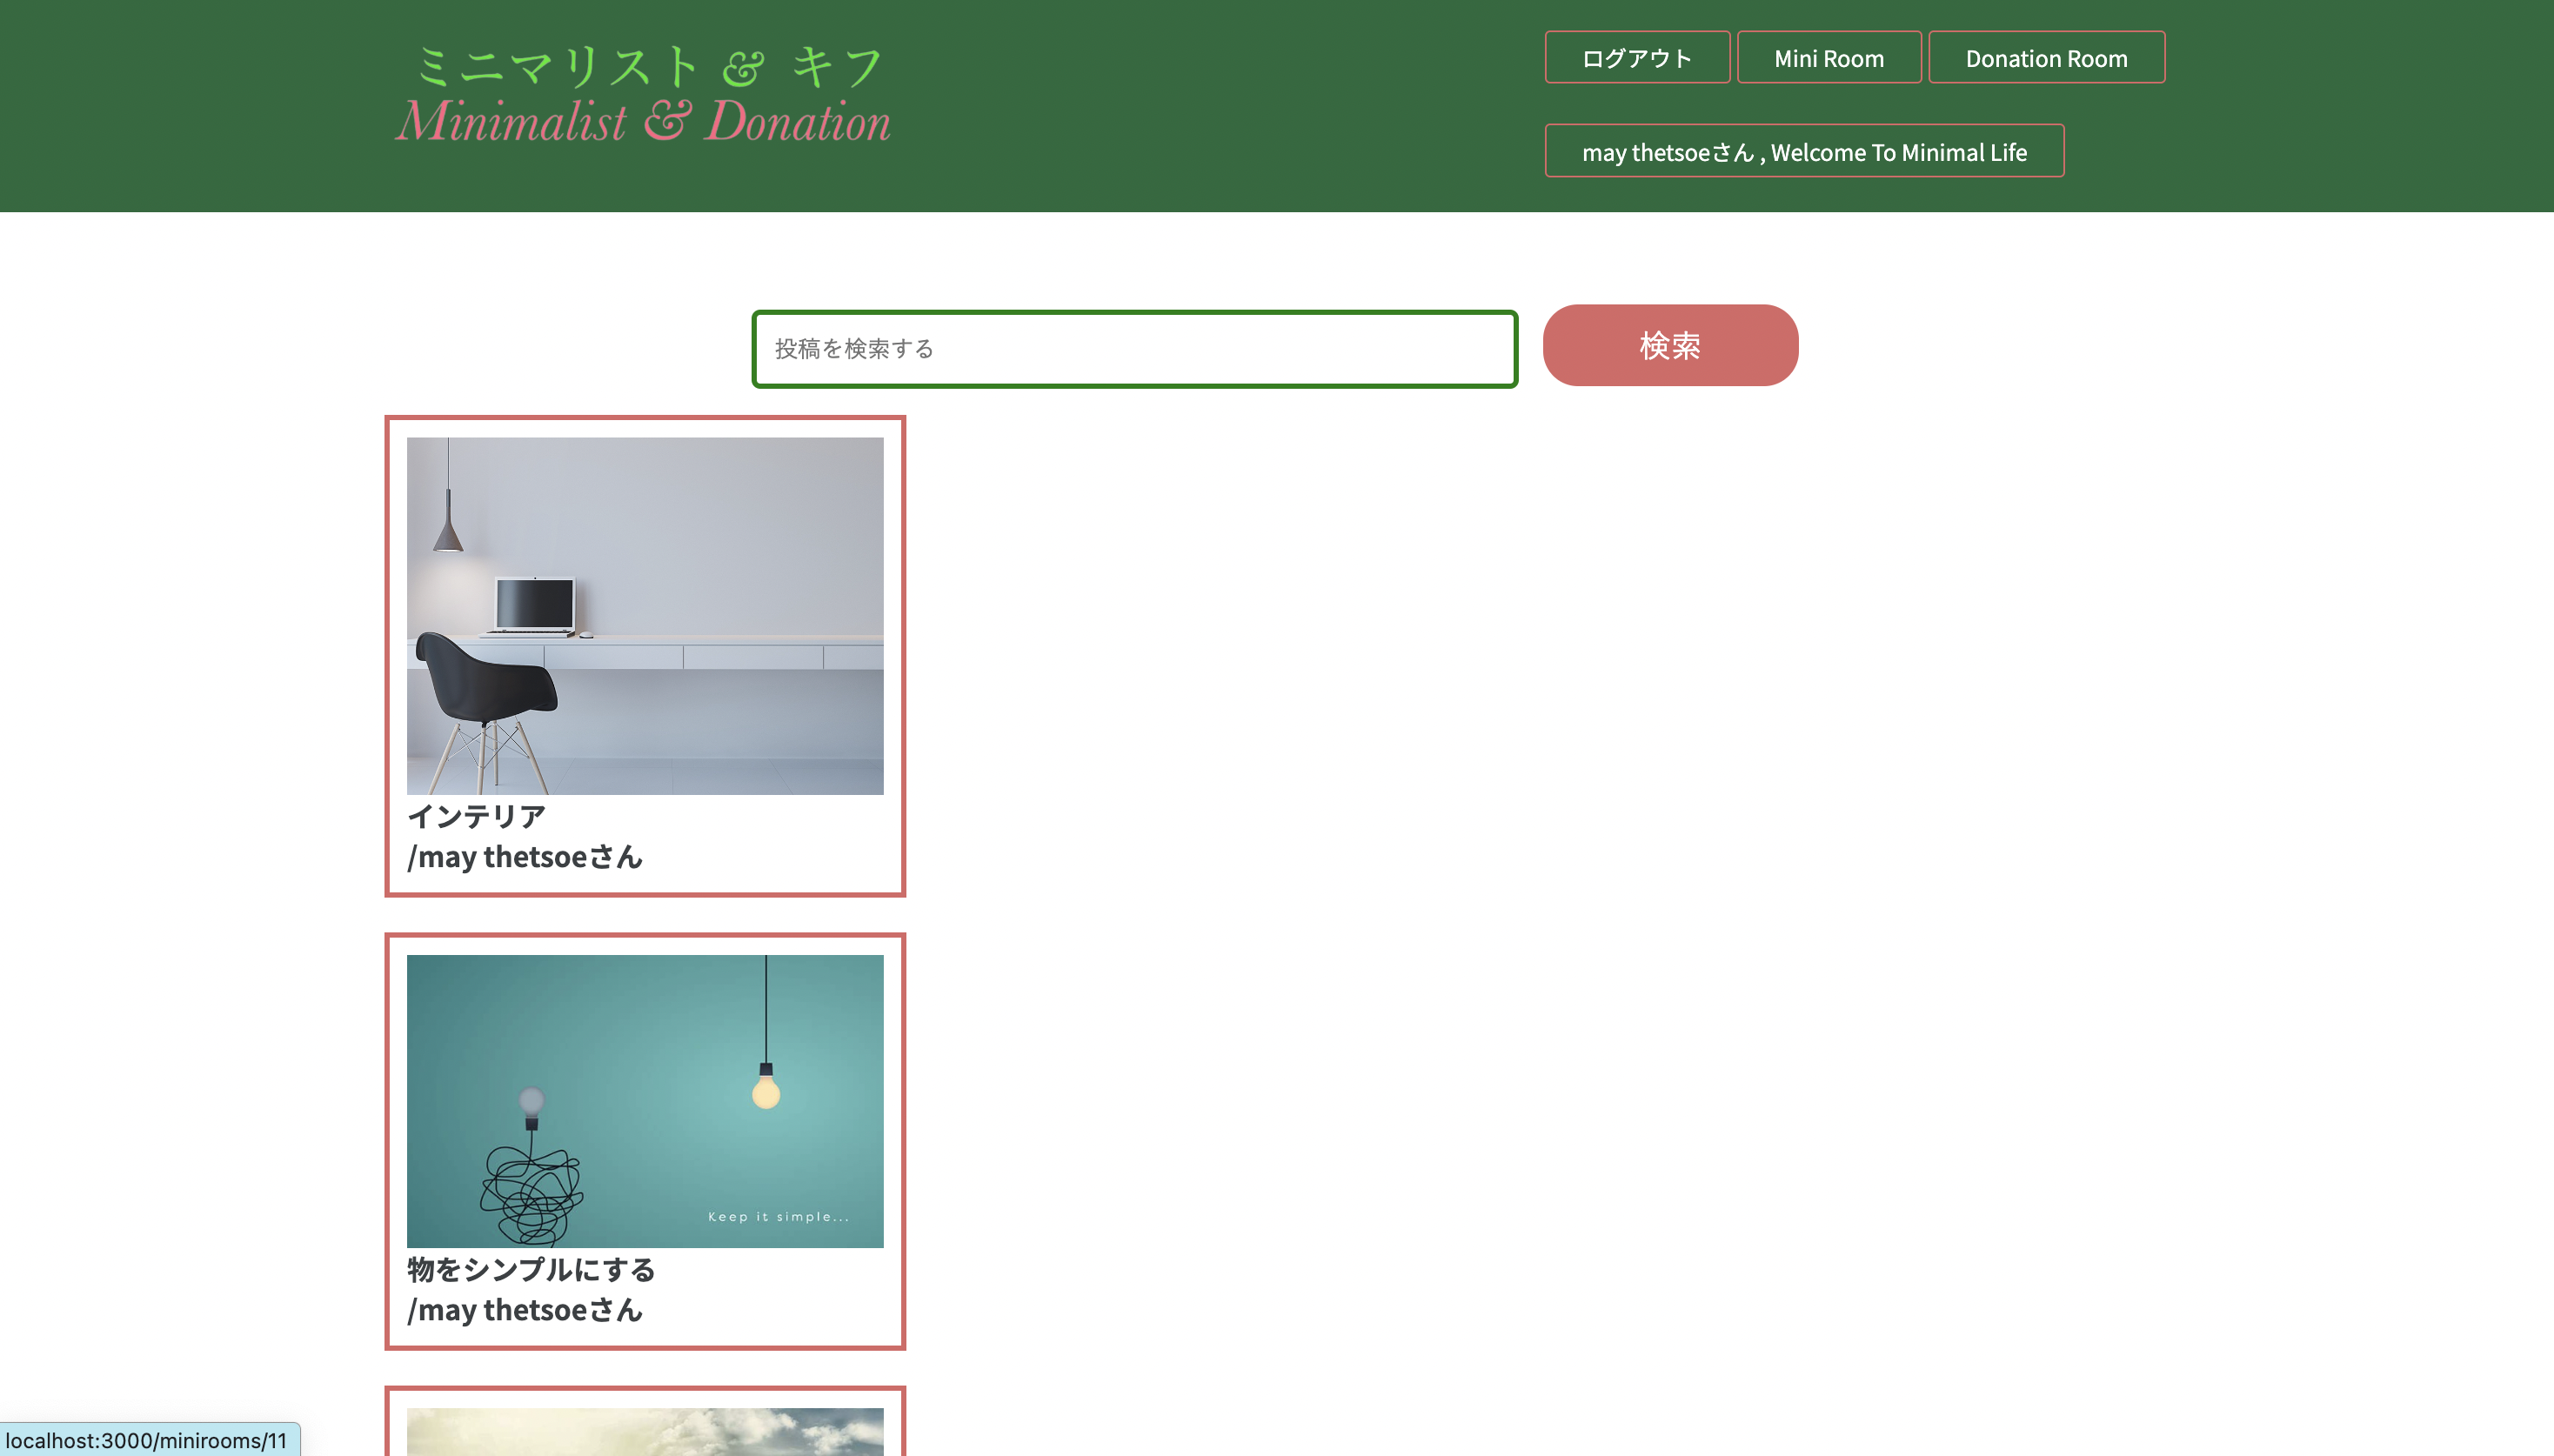 ミニマリスト & キフ
Minimalist & Donation
ログアウト
Mini Room
Donation Room
may thetsoeさん , Welcome To Minimal Life
投稿を検索する
検索
インテリア
/may thetsoeさん
Keep it simple...
物をシンプルにする
/may thetsoeさん
localhost:3000/minirooms/11